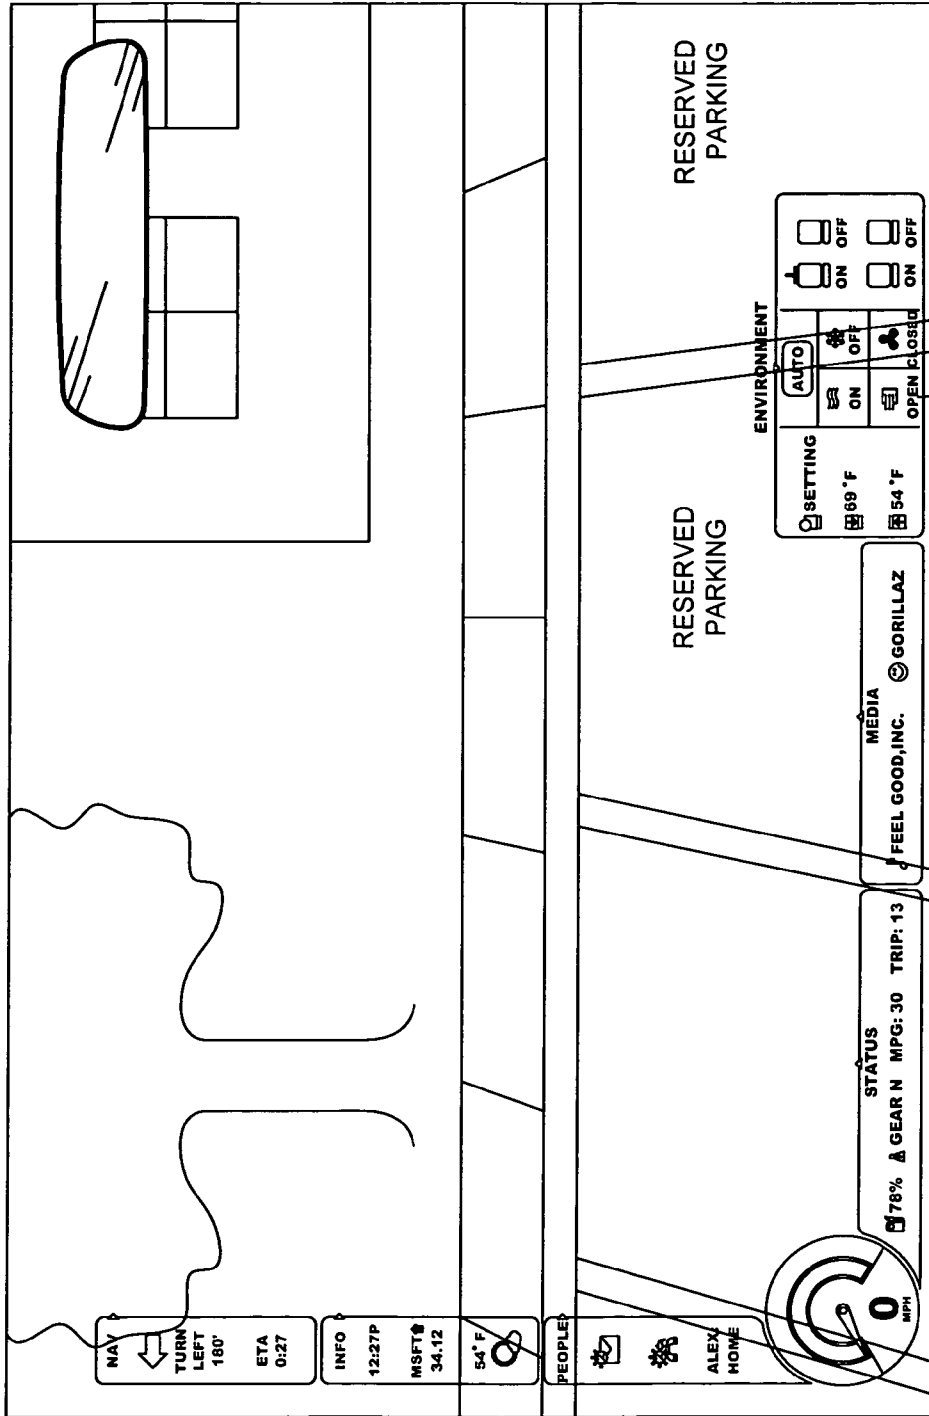 NAV
TURN
LEFT
180'
ETA
0:27
INFO
12:27P
MSFT
34.12
54° F
PEOPLE
ALEX:
HOME
0
MPH
STATUS
78% GEAR N MPG: 30 TRIP: 13
MEDIA
FEEL GOOD,INC. GORILLAZ
ENVIRONMENT
SETTING
69 °F
54 °F
AUTO
ON OFF
OPEN CLOSED
ON OFF
ON OFF
RESERVED
PARKING
RESERVED
PARKING